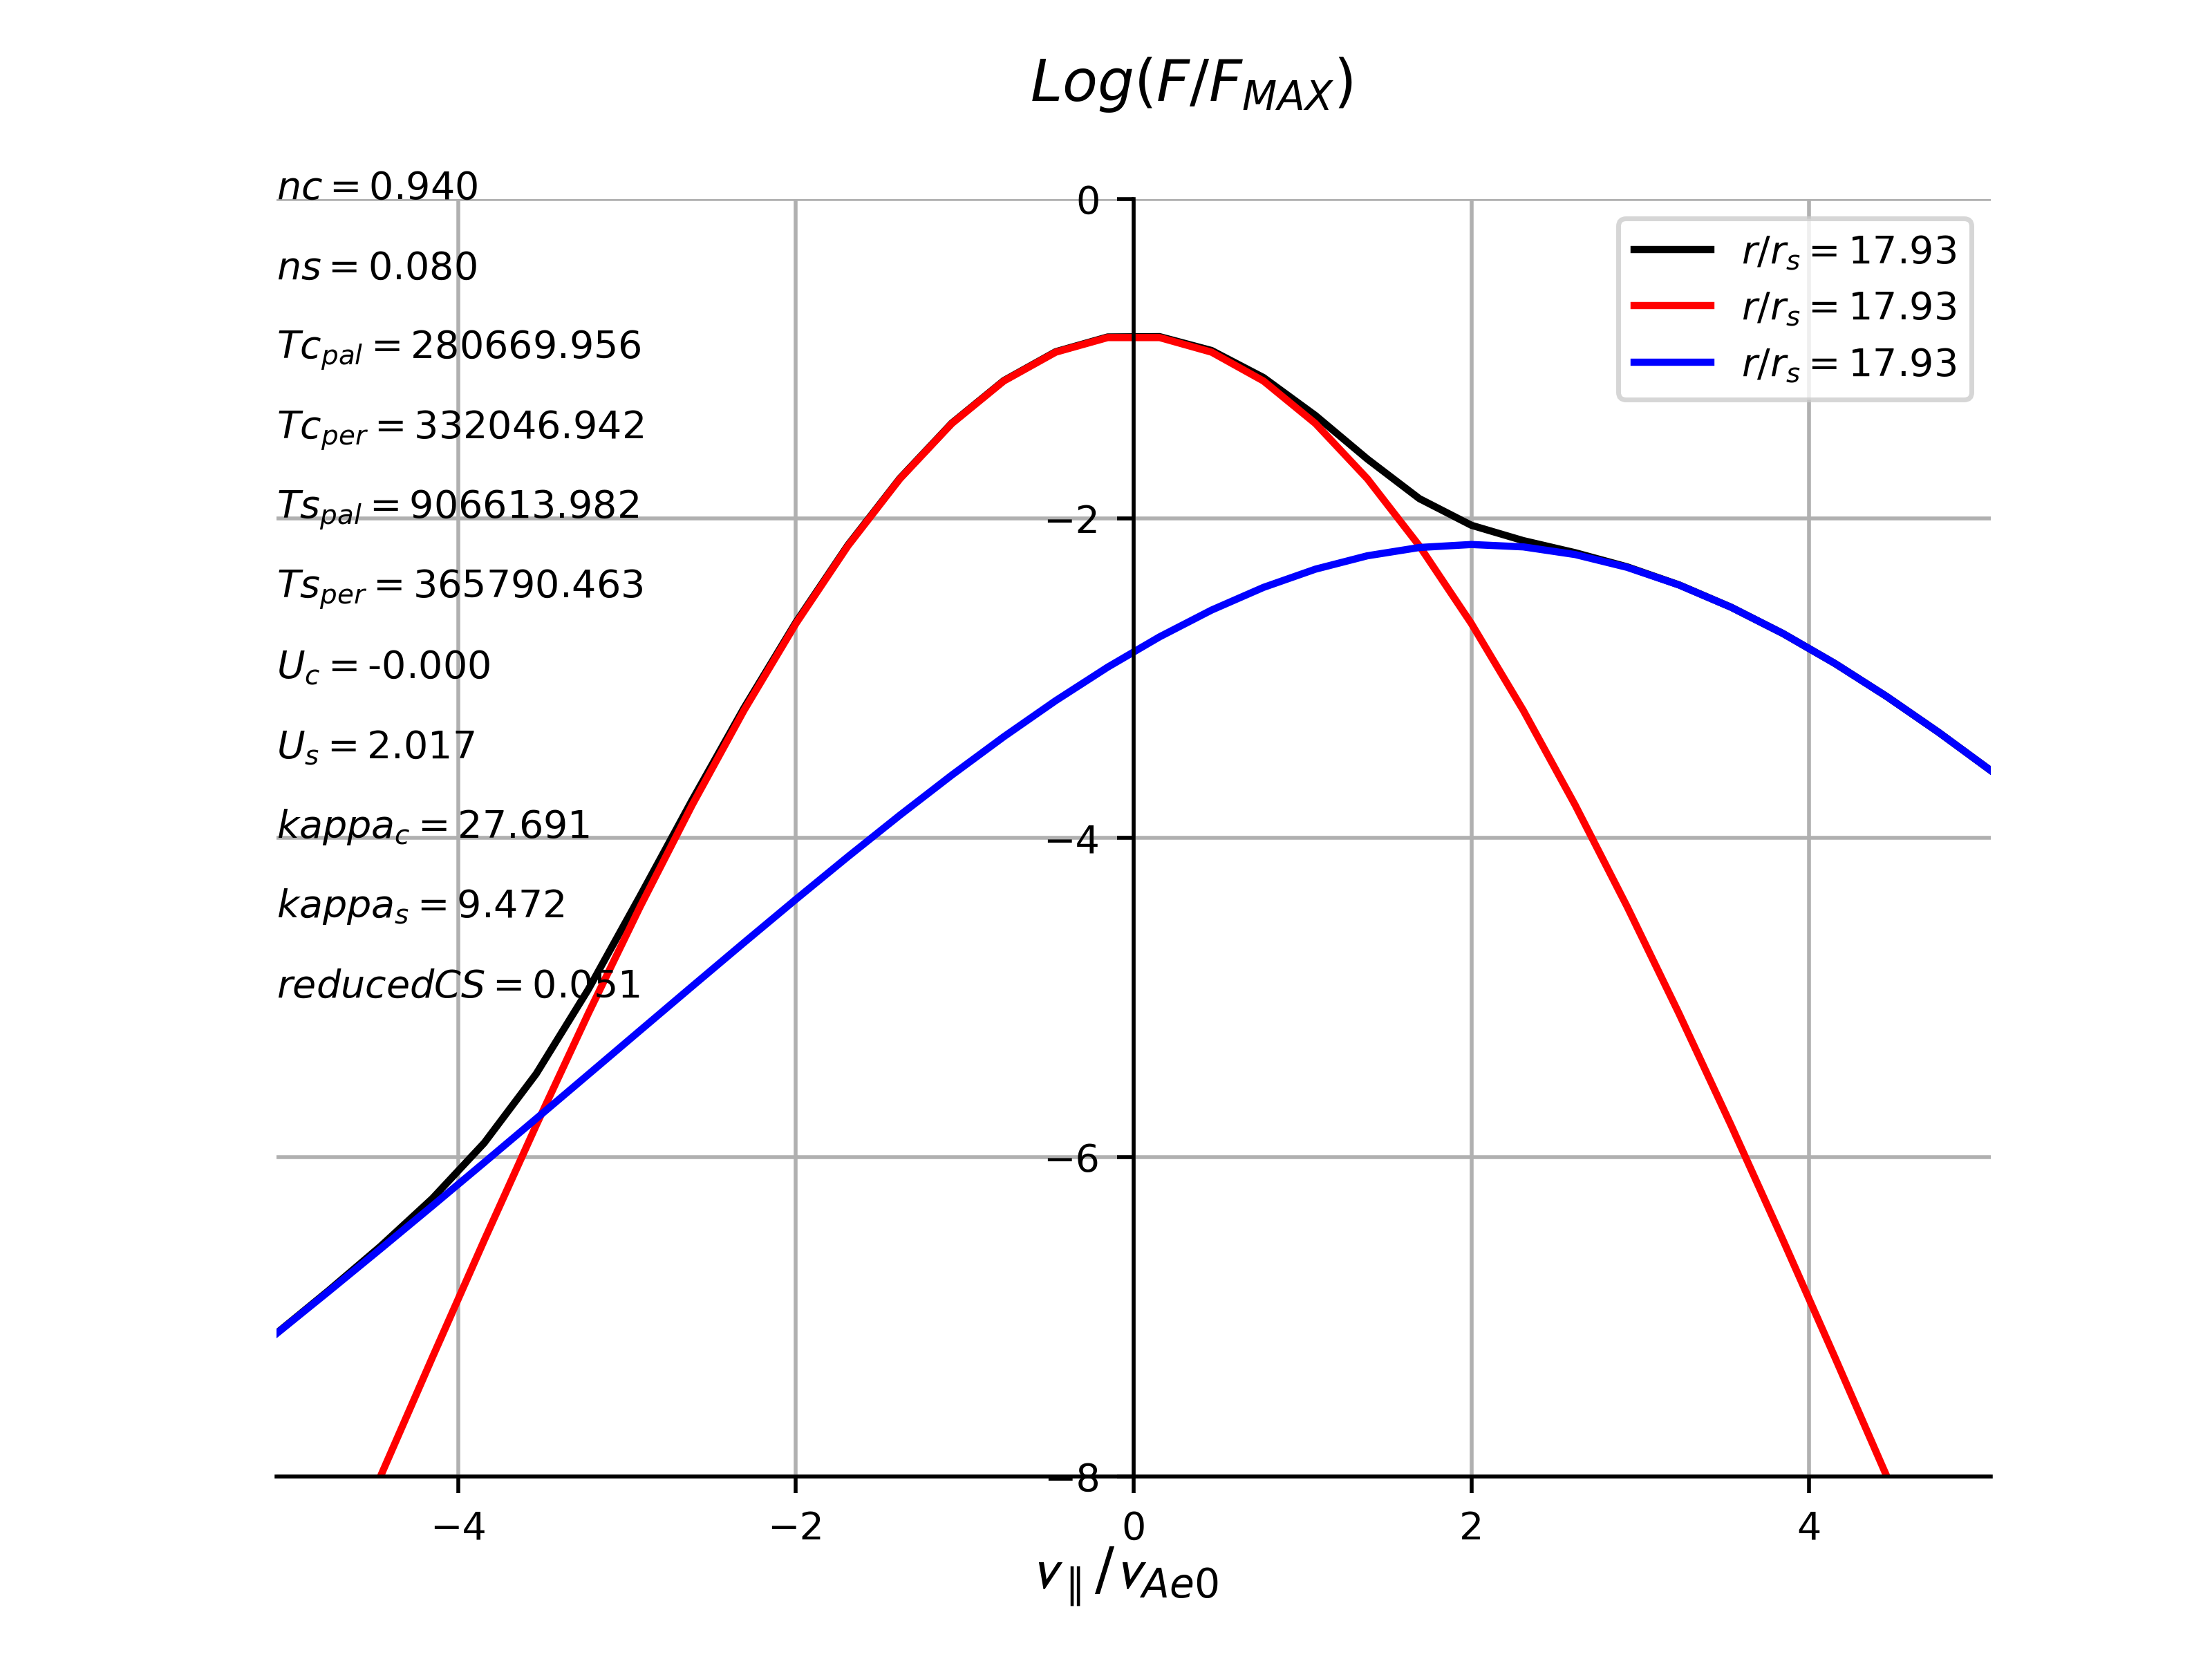 Log(F/F_MAX)
nc = 0.940
ns = 0.080
Tc_pal = 280669.956
Tc_per = 332046.942
Ts_pal = 906613.982
Ts_per = 365790.463
U_c = -0.000
U_s = 2.017
kappa_c = 27.691
kappa_s = 9.472
reducedCS = 0.051
r/r_s = 17.93
r/r_s = 17.93
r/r_s = 17.93
0
−2
−4
−6
−8
−4 −2 0 2 4
v_∥/v_Ae0